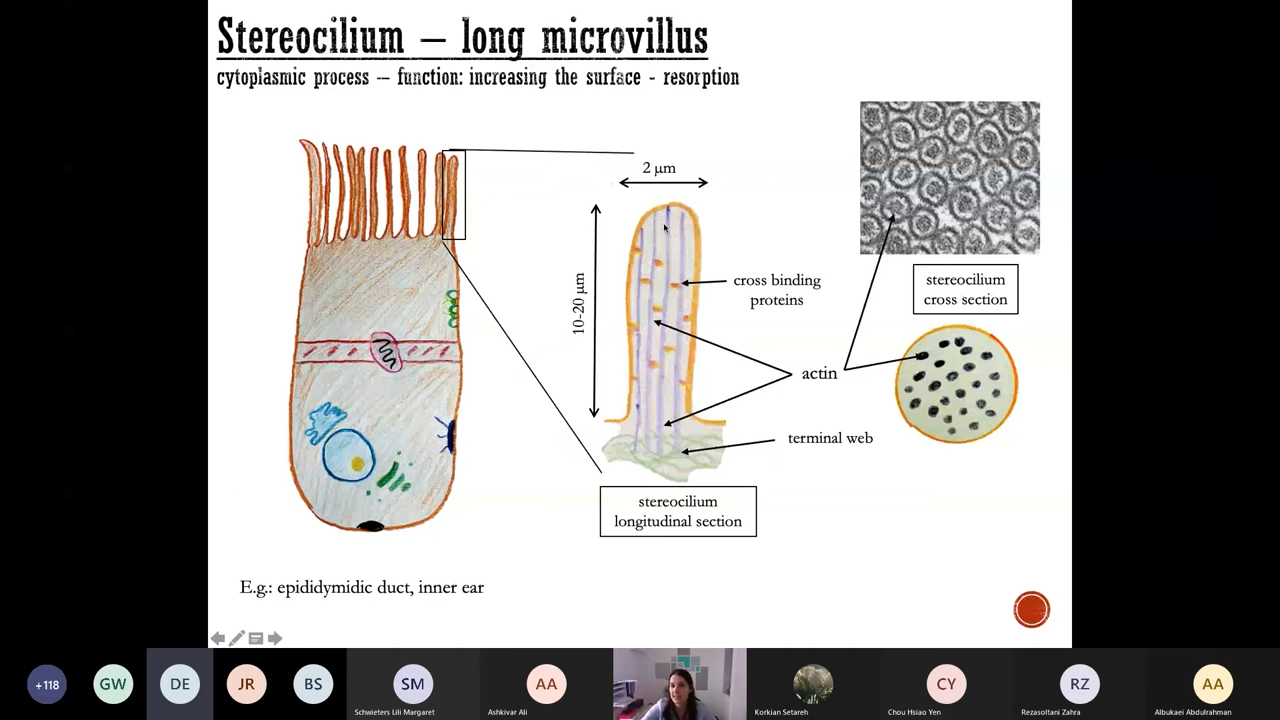 Stereocilium – long microvillus
cytoplasmic process – function: increasing the surface - resorption
2 μm
10-20 μm
cross binding
proteins
actin
terminal web
stereocilium
cross section
stereocilium
longitudinal section
E.g.: epididymidic duct, inner ear
+118
GW
DE
JR
BS
SM
Schwieters Lili Margaret
AA
Ashkivar Ali
Korkian Setareh
CY
Chou Hsiao Yen
RZ
Rezasoltani Zahra
AA
Albukaei Abdulrahman